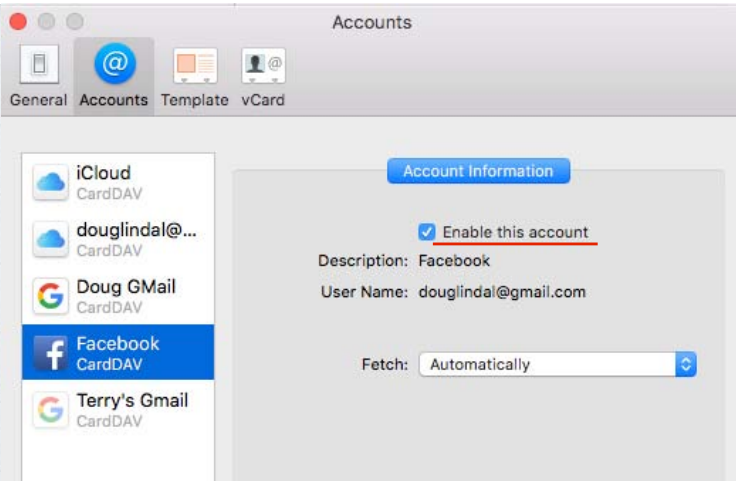 Accounts
General Accounts Template vCard
iCloud
CardDAV
douglindal@...
CardDAV
Doug GMail
CardDAV
Facebook
CardDAV
Terry's Gmail
CardDAV
Account Information
Enable this account
Description: Facebook
User Name: douglindal@gmail.com
Fetch: Automatically